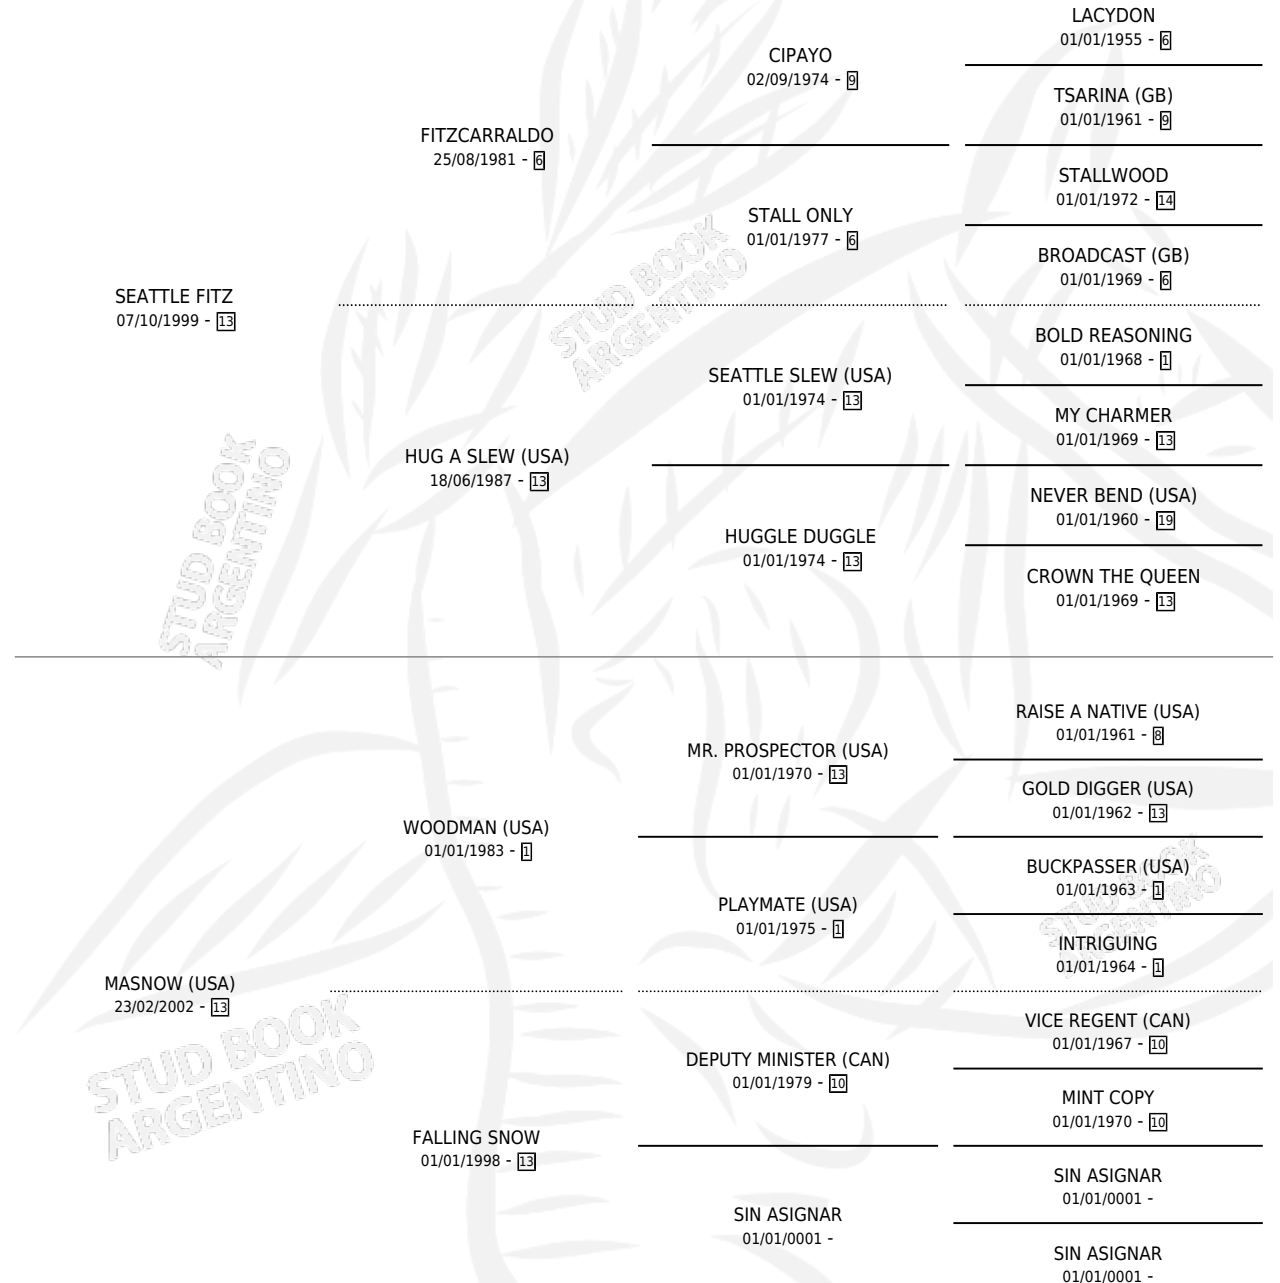 LACYDON
01/01/1955 - 6
CIPAYO
02/09/1974 - 9
TSARINA (GB)
01/01/1961 - 9
FITZCARRALDO
25/08/1981 - 6
STALLWOOD
01/01/1972 - 14
STALL ONLY
01/01/1977 - 6
BROADCAST (GB)
01/01/1969 - 6
SEATTLE FITZ
07/10/1999 - 13
BOLD REASONING
01/01/1968 - 1
SEATTLE SLEW (USA)
01/01/1974 - 13
MY CHARMER
01/01/1969 - 13
HUG A SLEW (USA)
18/06/1987 - 13
NEVER BEND (USA)
01/01/1960 - 19
HUGGLE DUGGLE
01/01/1974 - 13
CROWN THE QUEEN
01/01/1969 - 13
RAISE A NATIVE (USA)
01/01/1961 - 8
MR. PROSPECTOR (USA)
01/01/1970 - 13
GOLD DIGGER (USA)
01/01/1962 - 13
WOODMAN (USA)
01/01/1983 - 1
BUCKPASSER (USA)
01/01/1963 - 1
PLAYMATE (USA)
01/01/1975 - 1
INTRIGUING
01/01/1964 - 1
MASNOW (USA)
23/02/2002 - 13
VICE REGENT (CAN)
01/01/1967 - 10
DEPUTY MINISTER (CAN)
01/01/1979 - 10
MINT COPY
01/01/1970 - 10
FALLING SNOW
01/01/1998 - 13
SIN ASIGNAR
01/01/0001 -
SIN ASIGNAR
01/01/0001 -
SIN ASIGNAR
01/01/0001 -
STUD BOOK
ARGENTINO
STUD BOOK
ARGENTINO
STUD BOOK
ARGENTINO
STUD BOOK
ARGENTINO